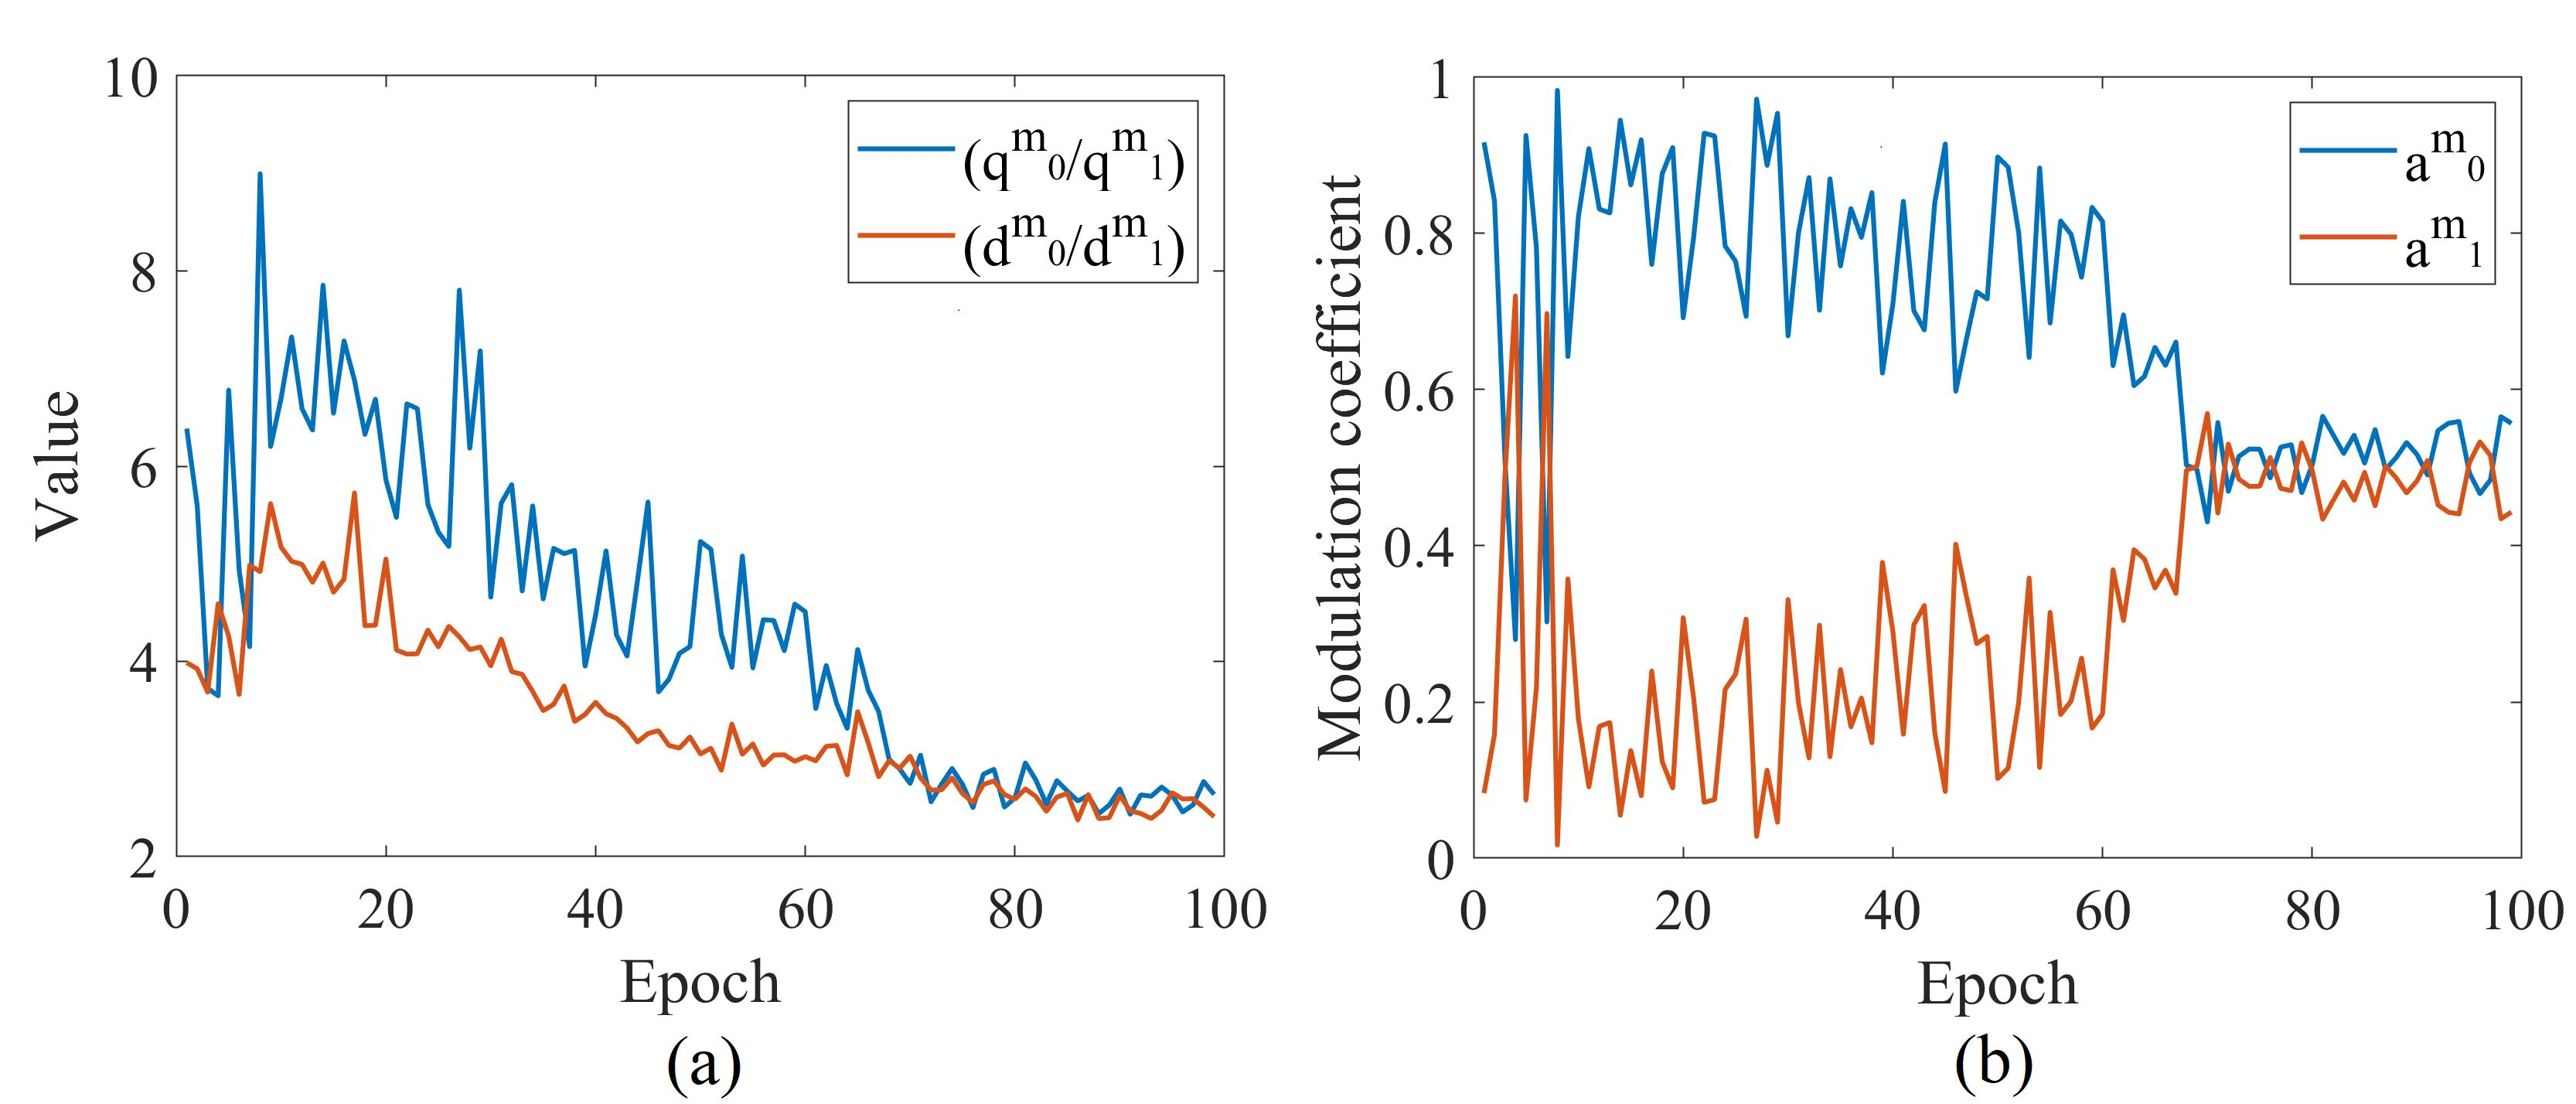 10
8
6
4
2
0 20 40 60 80 100
Value
Epoch
(q^m_0/q^m_1)
(d^m_0/d^m_1)
(a)
1
0.8
0.6
0.4
0.2
0
0 20 40 60 80 100
Modulation coefficient
Epoch
a^m_0
a^m_1
(b)